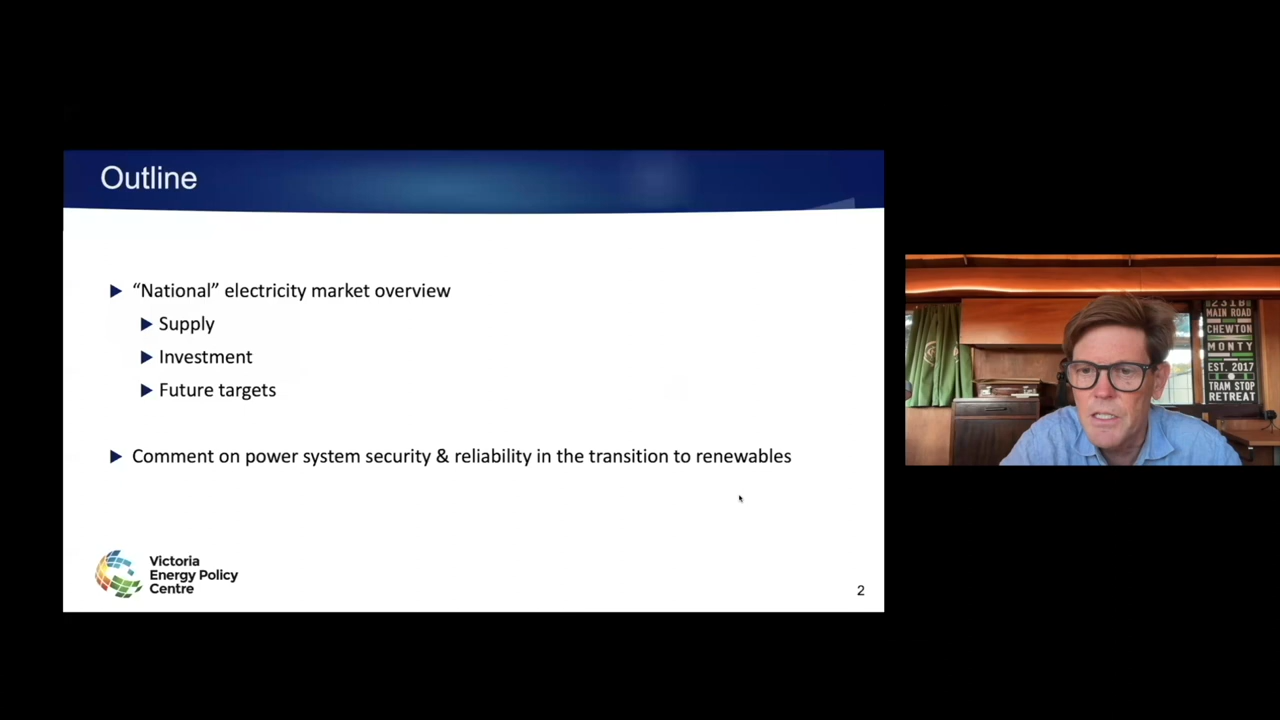 Outline
“National” electricity market overview
Supply
Investment
Future targets
Comment on power system security & reliability in the transition to renewables
Victoria
Energy Policy
Centre
2
231B
MAIN ROAD
CHEWTON
MONTY
EST. 2017
TRAM STOP
RETREAT